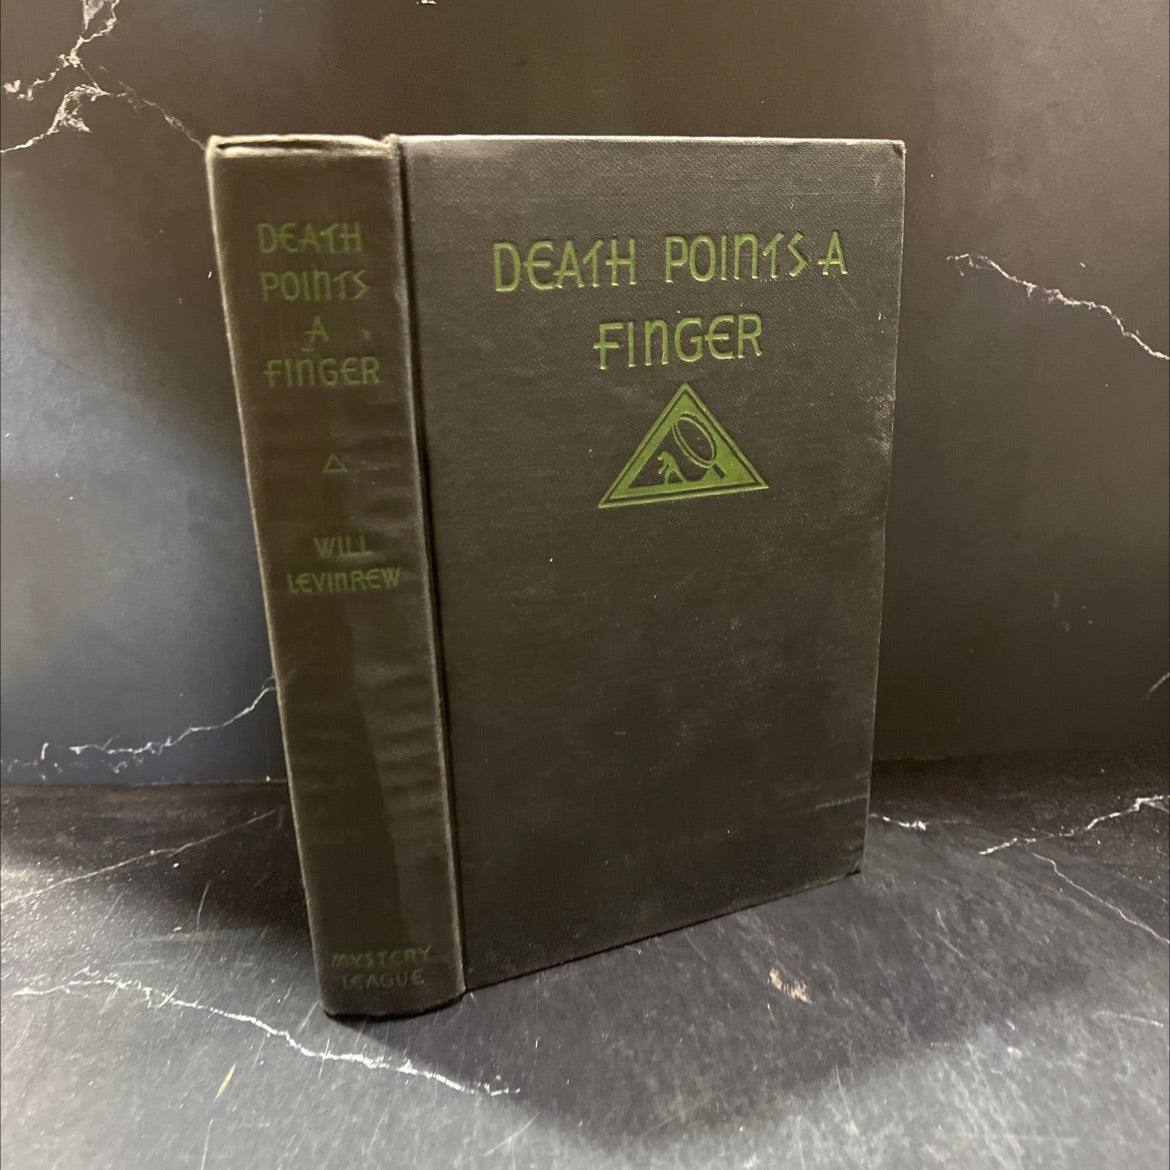 DEATH
POINTS
A
FINGER
WILL
LEVINREW
MYSTERY
LEAGUE
DEATH POINTS A
FINGER